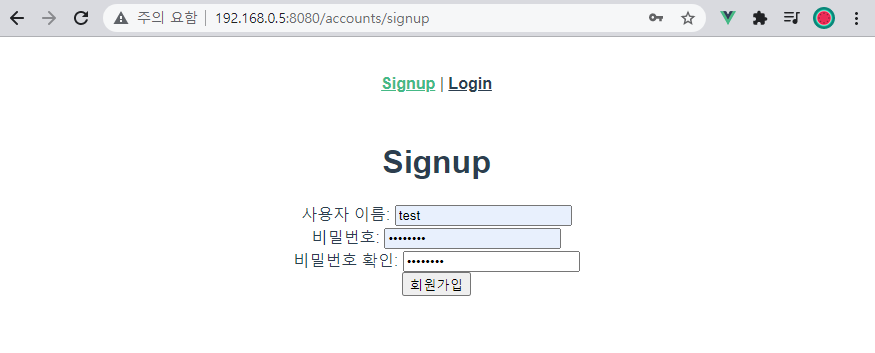 주의 요함 | 192.168.0.5:8080/accounts/signup
Signup | Login
Signup
사용자 이름: test
비밀번호: ••••••••
비밀번호 확인: ••••••••
회원가입